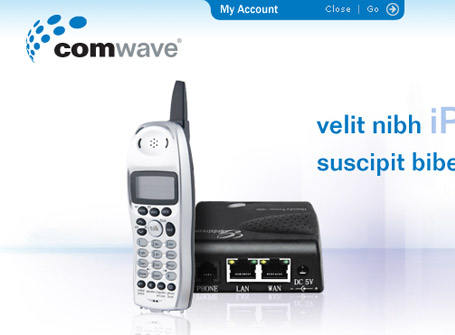 My Account
Close | Go
comwave®
velit nibh iP
suscipit bibe
PHONE LAN WAN DC 5V